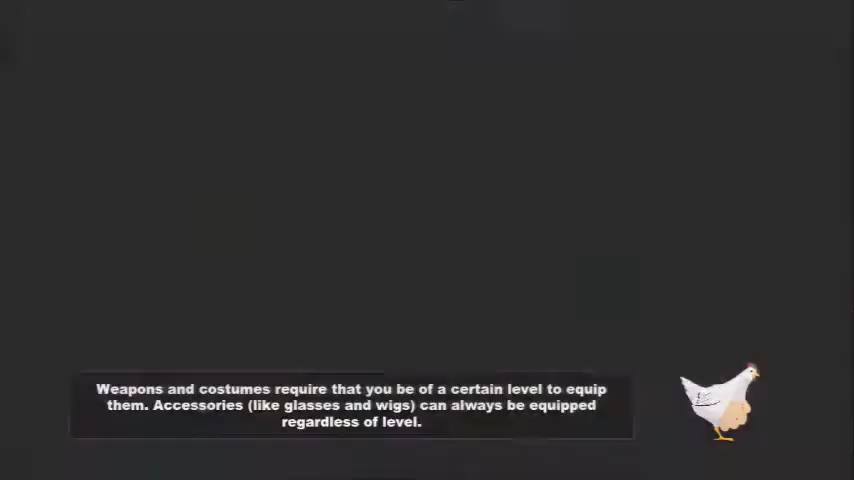 Weapons and costumes require that you be of a certain level to equip
them. Accessories (like glasses and wigs) can always be equipped
regardless of level.